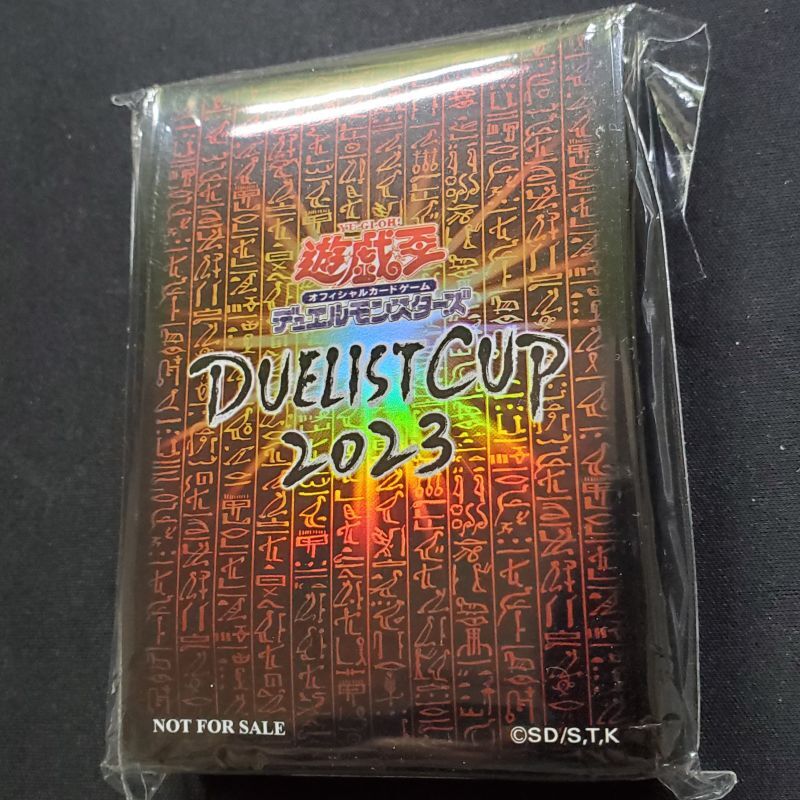 YU-GI-OH!
遊戯王
オフィシャルカードゲーム
デュエルモンスターズ
DUELIST CUP
2023
NOT FOR SALE
©SD/S,T,K